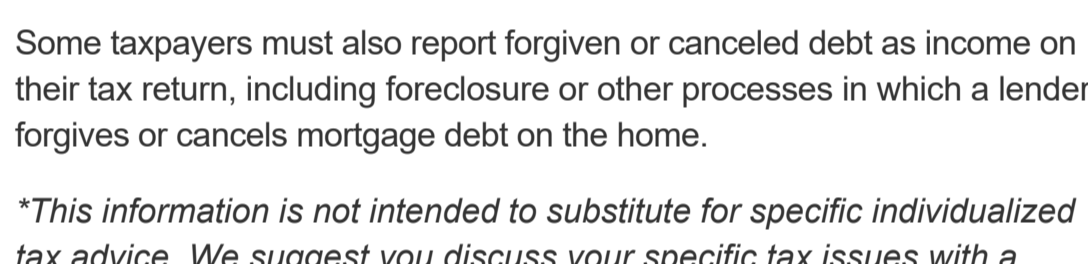 Some taxpayers must also report forgiven or canceled debt as income on
their tax return, including foreclosure or other processes in which a lender
forgives or cancels mortgage debt on the home.
*This information is not intended to substitute for specific individualized
tax advice. We suggest you discuss your specific tax issues with a